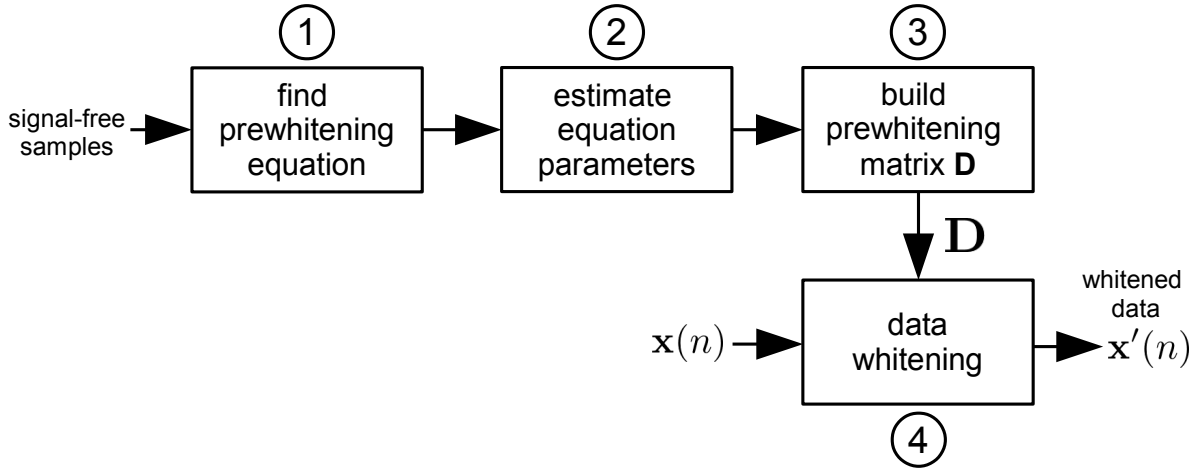 1
2
3
signal-free
samples
find
prewhitening
equation
estimate
equation
parameters
build
prewhitening
matrix D
D
x(n)
data
whitening
whitened
data
x′(n)
4